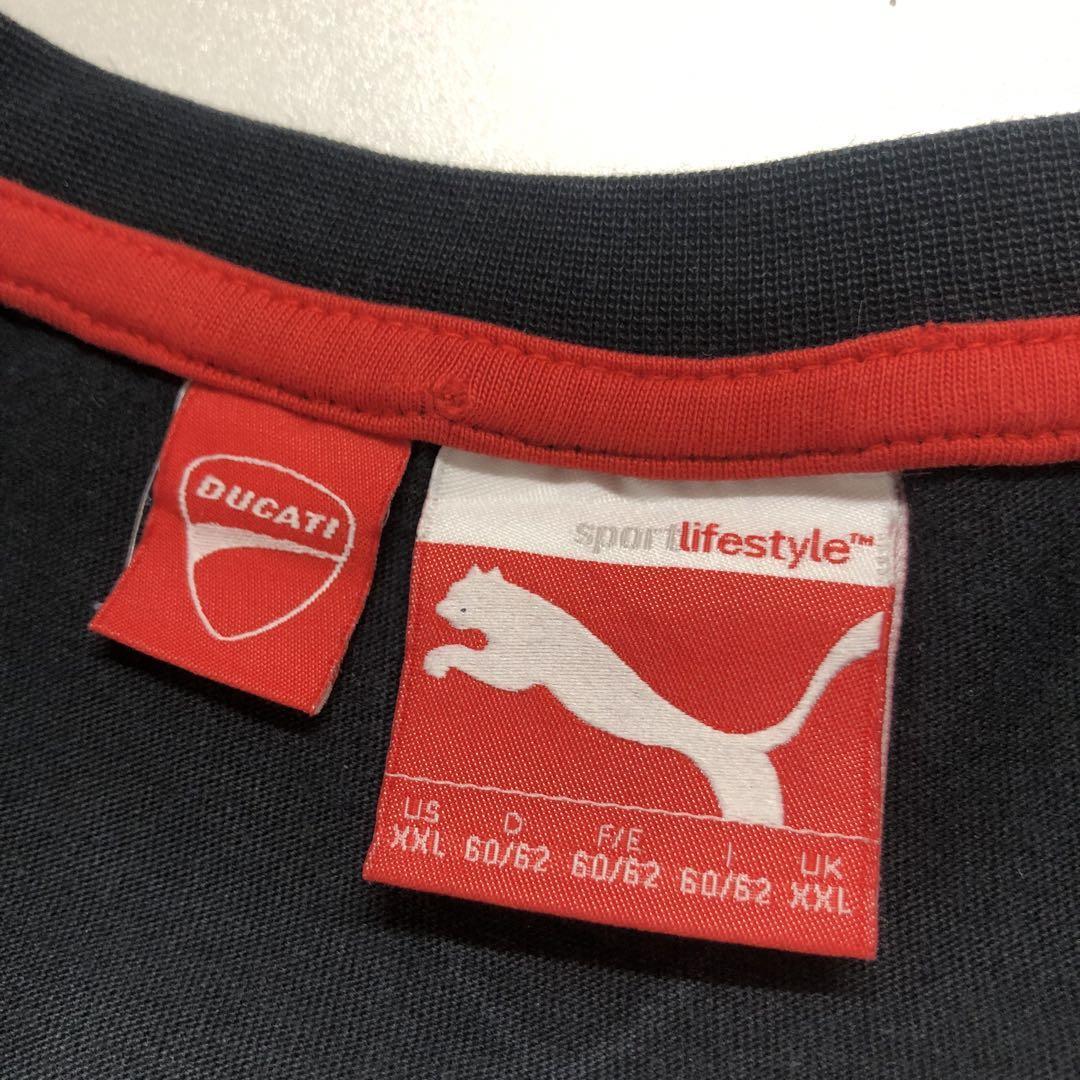 DUCATI
sportlifestyle™
US D F/E I UK
XXL 60/62 60/62 60/62 XXL